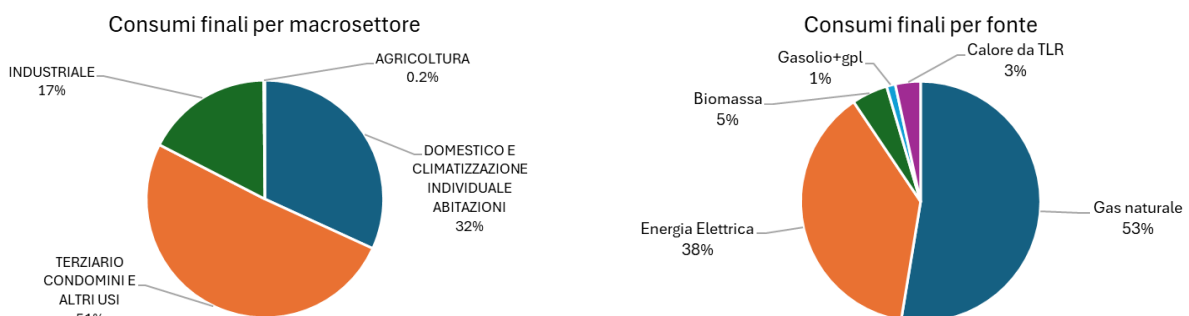 Consumi finali per macrosettore
AGRICOLTURA
0.2%
INDUSTRIALE
17%
DOMESTICO E
CLIMATIZZAZIONE
INDIVIDUALE
ABITAZIONI
32%
TERZIARIO
CONDOMINI E
ALTRI USI
51%
Consumi finali per fonte
Gasolio+gpl
1%
Calore da TLR
3%
Biomassa
5%
Energia Elettrica
38%
Gas naturale
53%